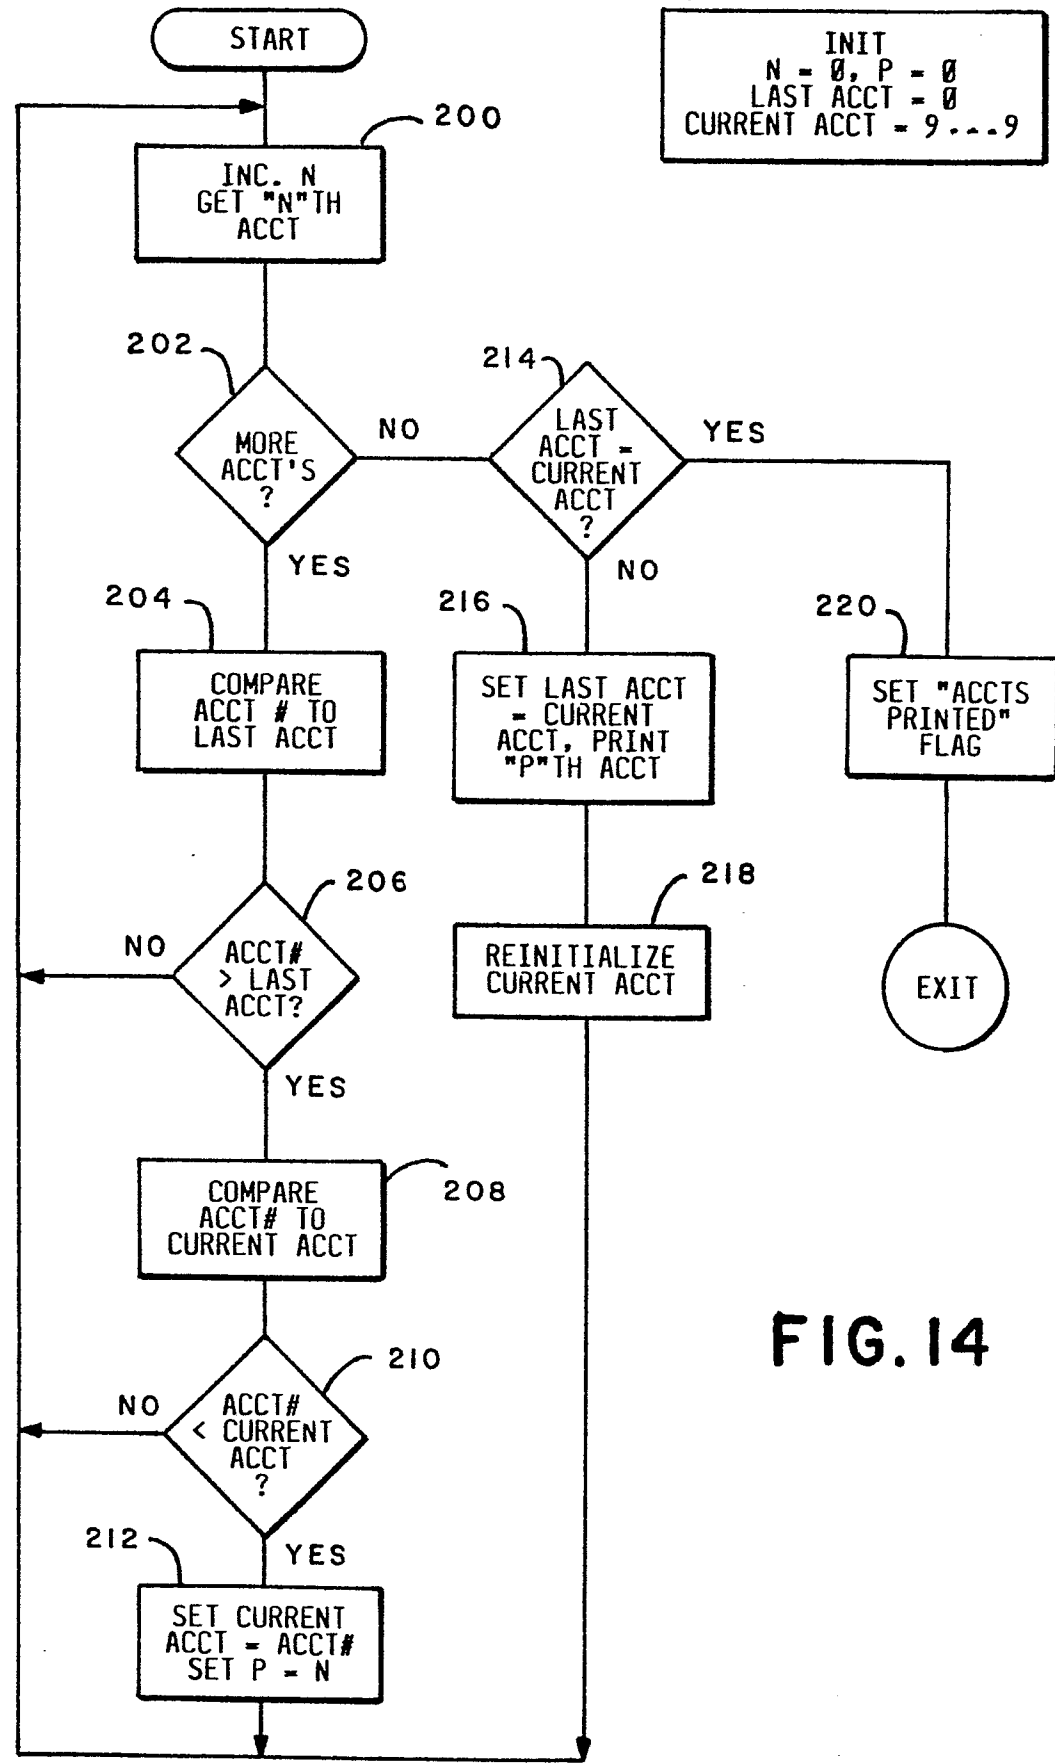 START
INIT
N = Ø, P = Ø
LAST ACCT = Ø
CURRENT ACCT = 9...9
200
INC. N
GET "N"TH
ACCT
202
MORE
ACCT'S
?
NO
YES
214
LAST
ACCT =
CURRENT
ACCT
?
YES
NO
204
COMPARE
ACCT # TO
LAST ACCT
216
SET LAST ACCT
= CURRENT
ACCT, PRINT
"P"TH ACCT
220
SET "ACCTS
PRINTED"
FLAG
206
ACCT#
> LAST
ACCT?
NO
YES
218
REINITIALIZE
CURRENT ACCT
EXIT
208
COMPARE
ACCT# TO
CURRENT ACCT
210
ACCT#
< CURRENT
ACCT
?
NO
YES
212
SET CURRENT
ACCT = ACCT#
SET P = N
FIG. 14